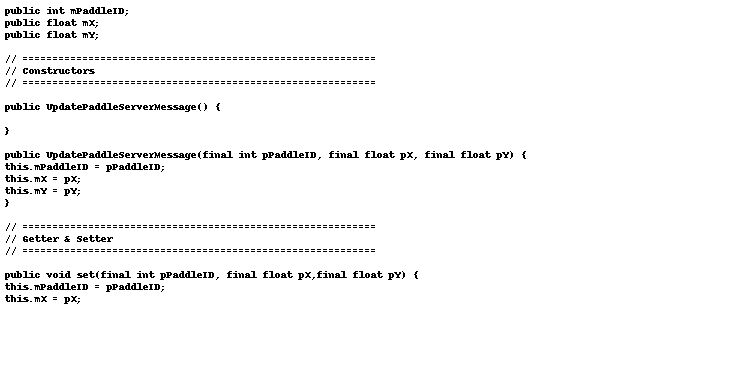 public int mPaddleID;
public float mX;
public float mY;
// ===========================================================
// Constructors
// ===========================================================
public UpdatePaddleServerMessage() {
}
public UpdatePaddleServerMessage(final int pPaddleID, final float pX, final float pY) {
this.mPaddleID = pPaddleID;
this.mX = pX;
this.mY = pY;
}
// ===========================================================
// Getter & Setter
// ===========================================================
public void set(final int pPaddleID, final float pX,final float pY) {
this.mPaddleID = pPaddleID;
this.mX = pX;